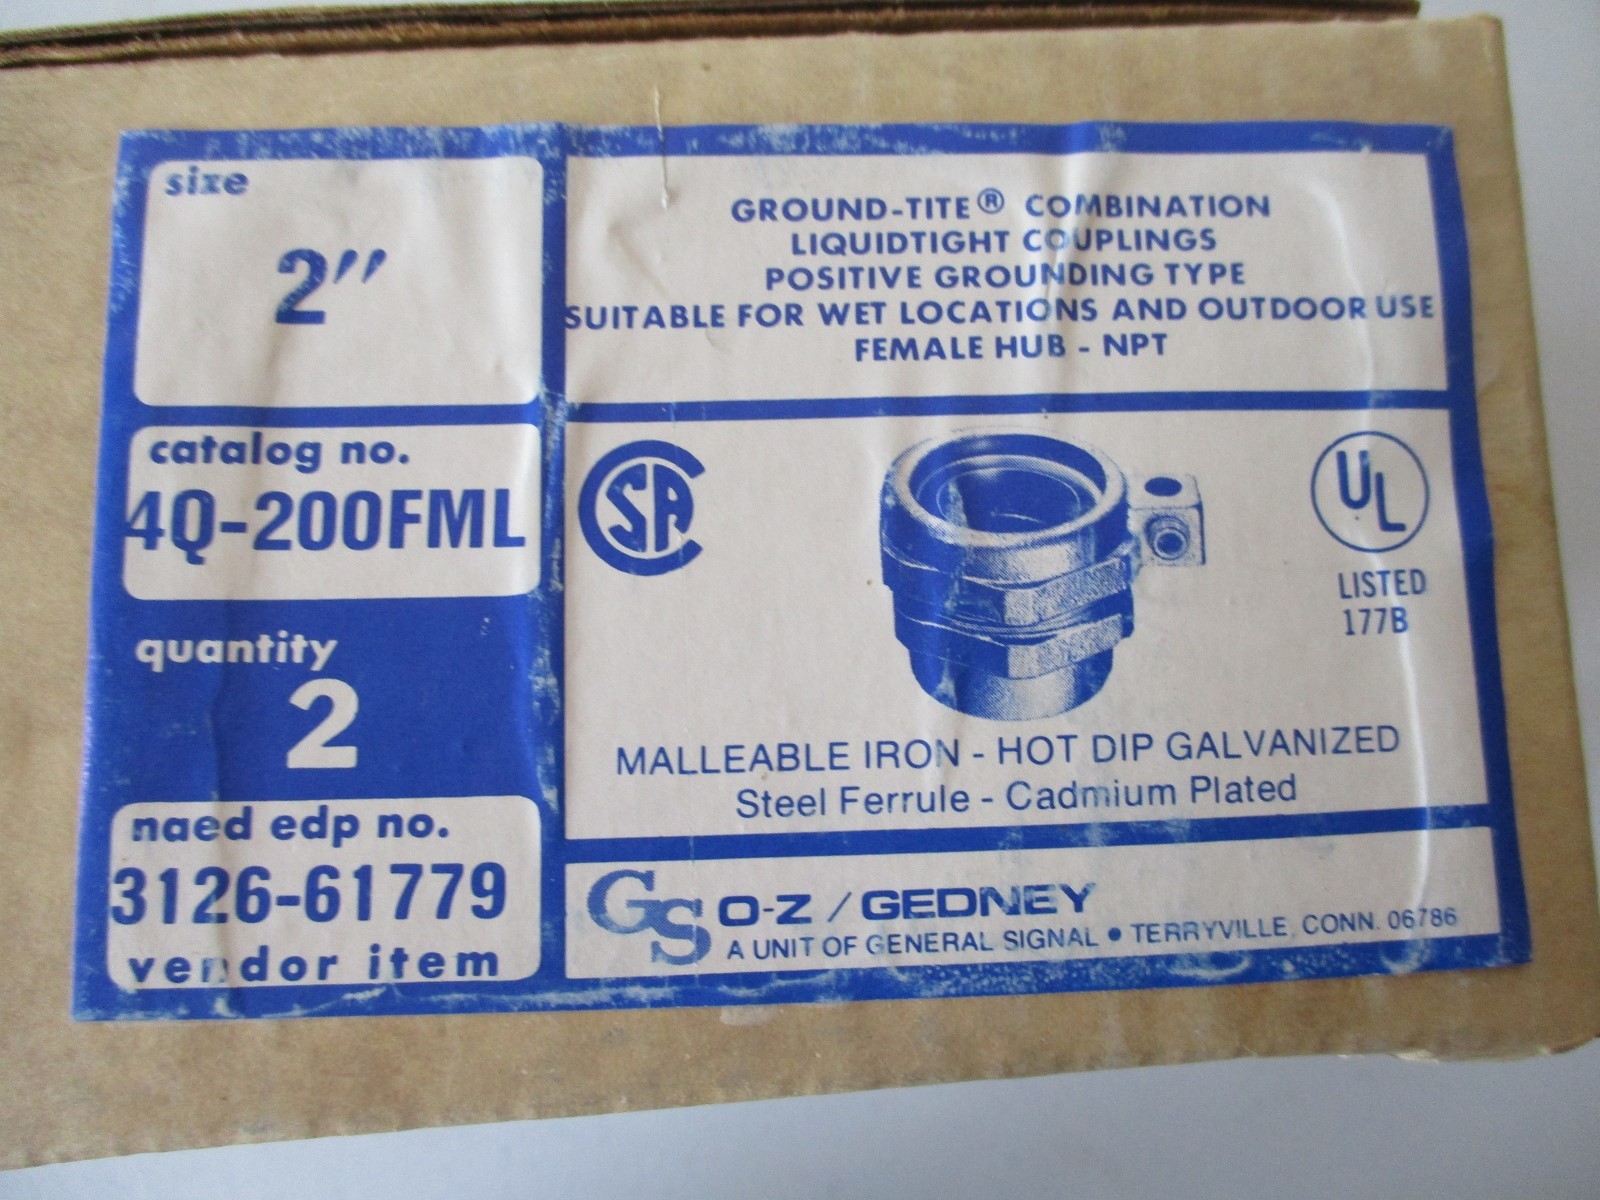 size
2"
catalog no.
4Q-200FML
quantity
2
naed edp no.
3126-61779
vendor item
GROUND-TITE® COMBINATION
LIQUIDTIGHT COUPLINGS
POSITIVE GROUNDING TYPE
SUITABLE FOR WET LOCATIONS AND OUTDOOR USE
FEMALE HUB - NPT
CSA
UL
LISTED
177B
MALLEABLE IRON - HOT DIP GALVANIZED
Steel Ferrule - Cadmium Plated
GS O-Z / GEDNEY
A UNIT OF GENERAL SIGNAL • TERRYVILLE, CONN. 06786